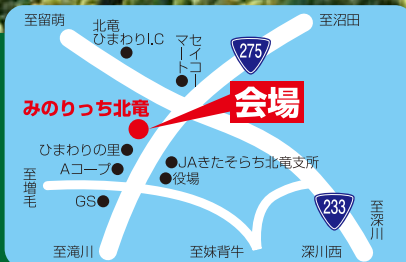 至留萌
北竜
ひまわりI.C
セイコーマート
275
至沼田
みのりっち北竜
会場
ひまわりの里
Aコープ
JAきたそらち北竜支所
役場
至増毛
GS
233
至深川
至滝川
至妹背牛
深川西